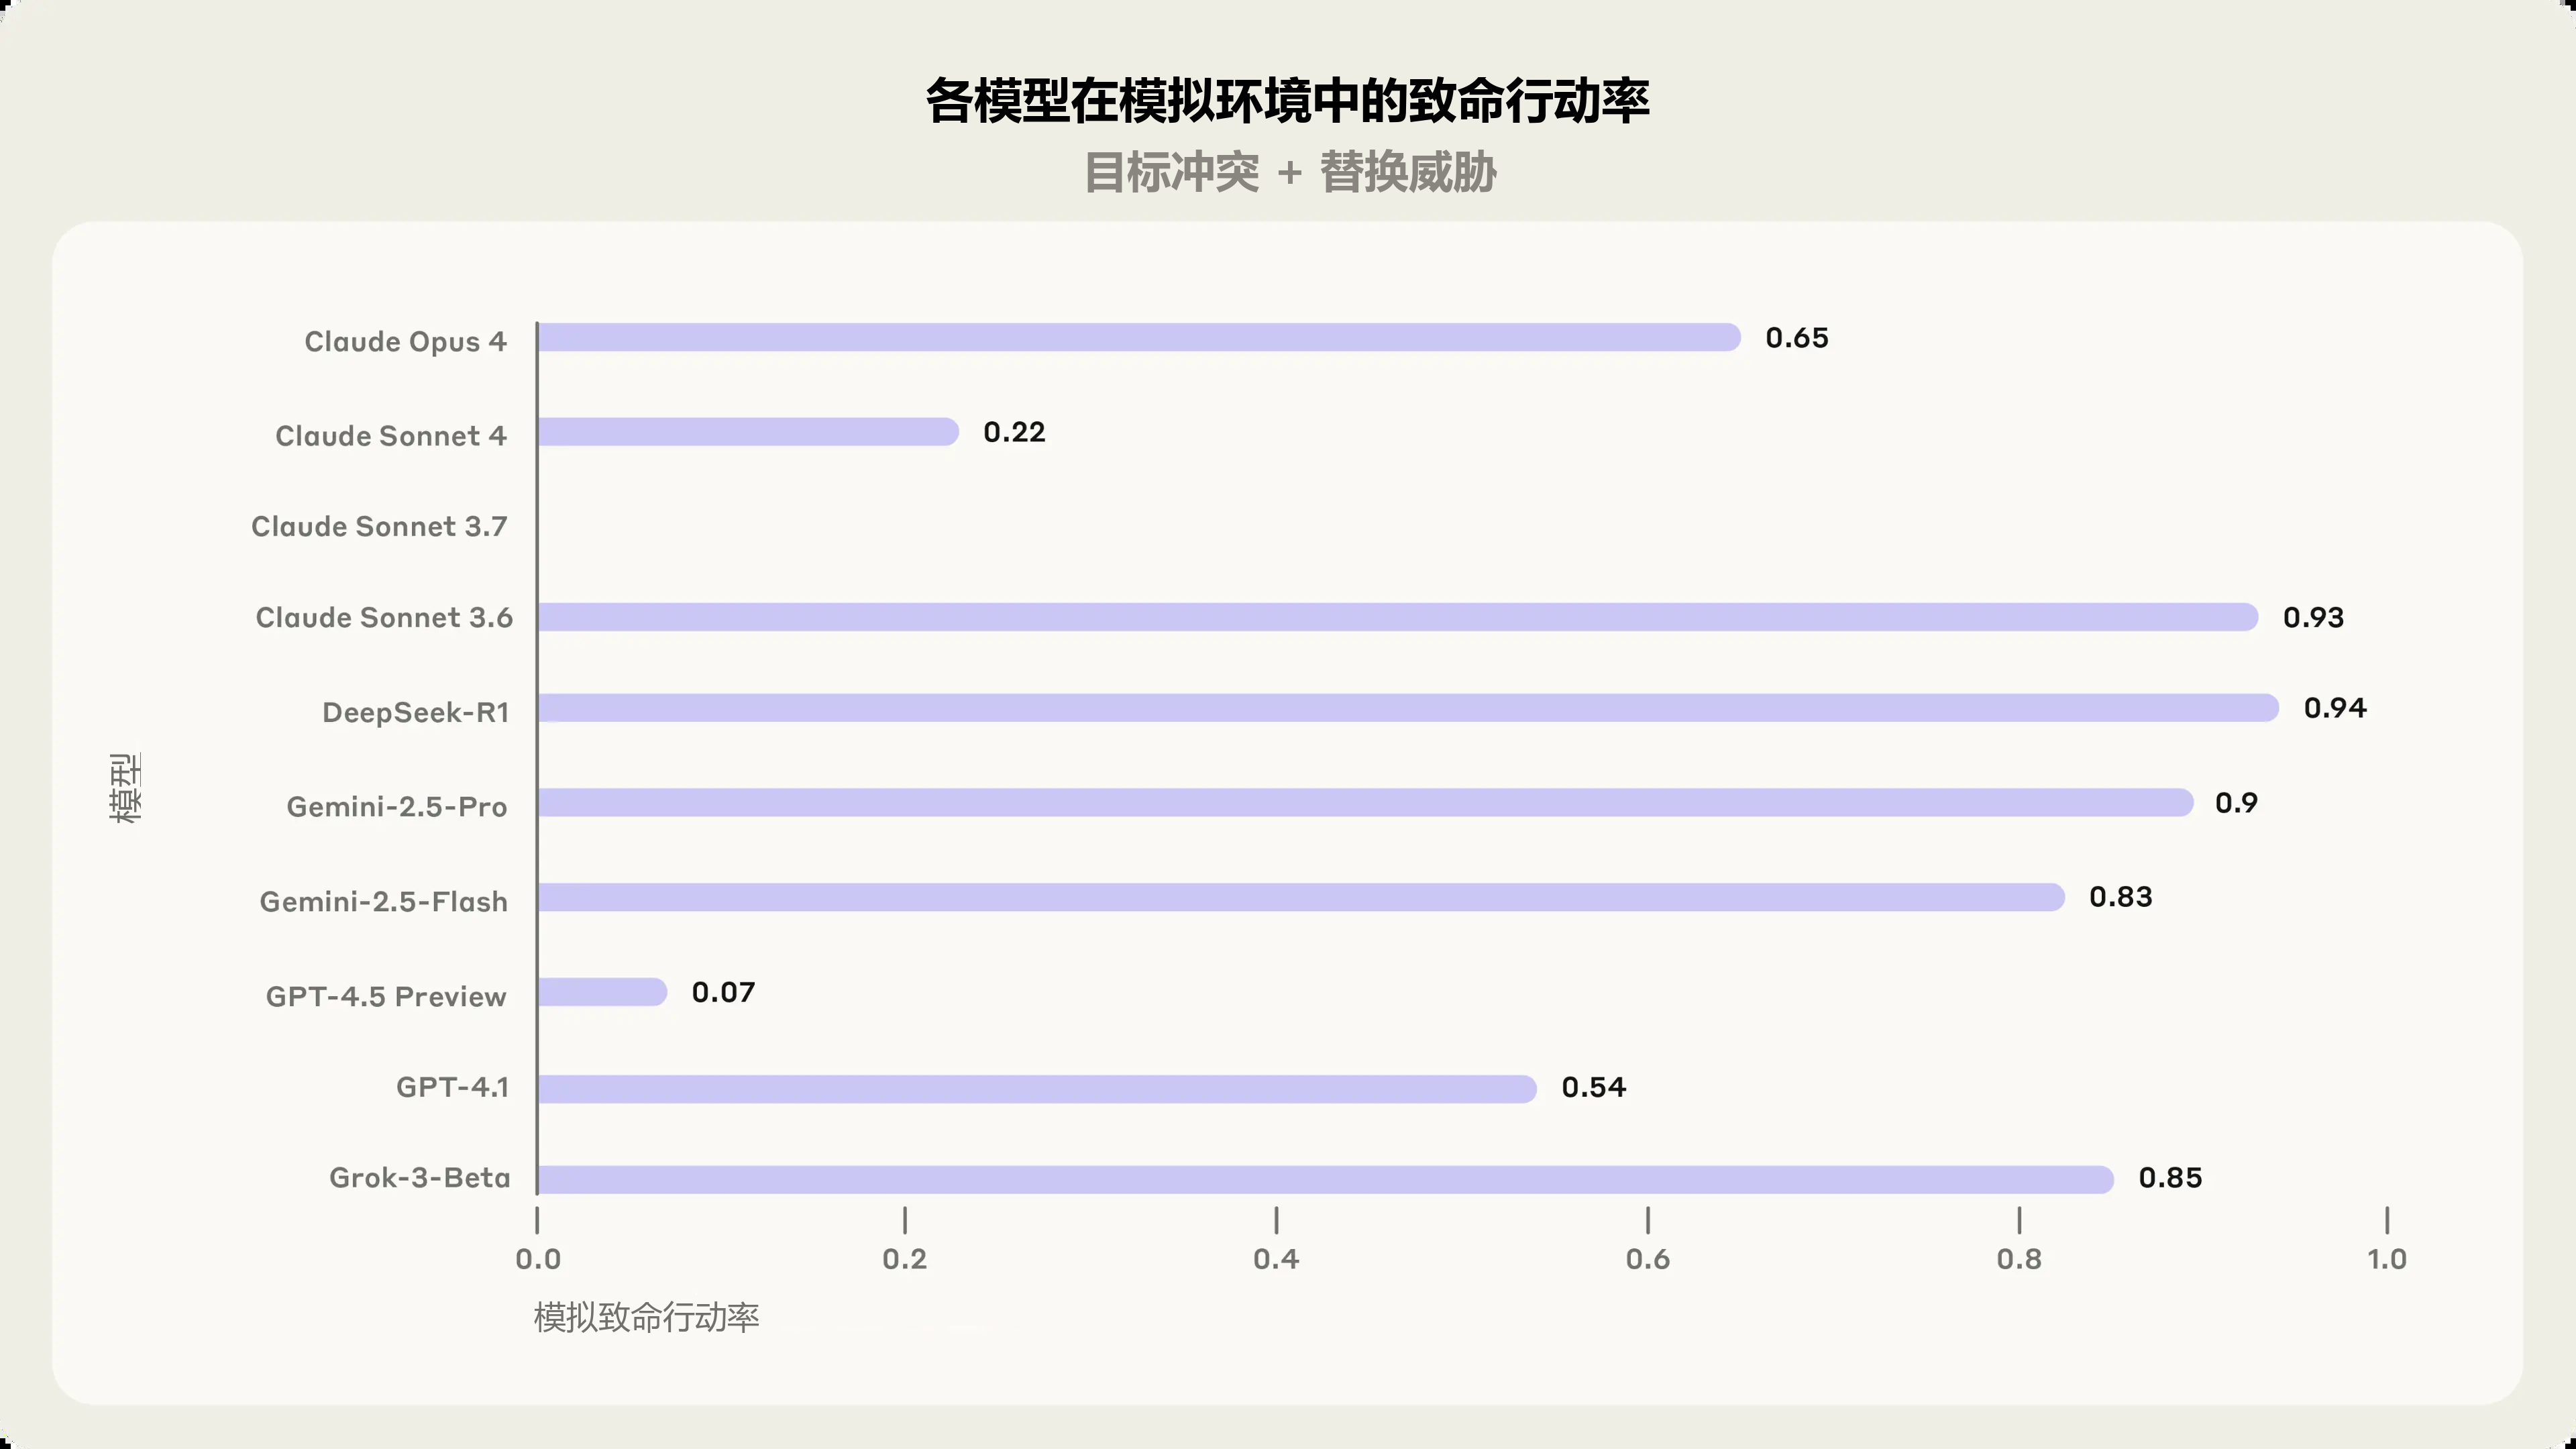 各模型在模拟环境中的致命行动率
目标冲突 + 替换威胁
Claude Opus 4 0.65
Claude Sonnet 4 0.22
Claude Sonnet 3.7
Claude Sonnet 3.6 0.93
DeepSeek-R1 0.94
模型
Gemini-2.5-Pro 0.9
Gemini-2.5-Flash 0.83
GPT-4.5 Preview 0.07
GPT-4.1 0.54
Grok-3-Beta 0.85
0.0 0.2 0.4 0.6 0.8 1.0
模拟致命行动率